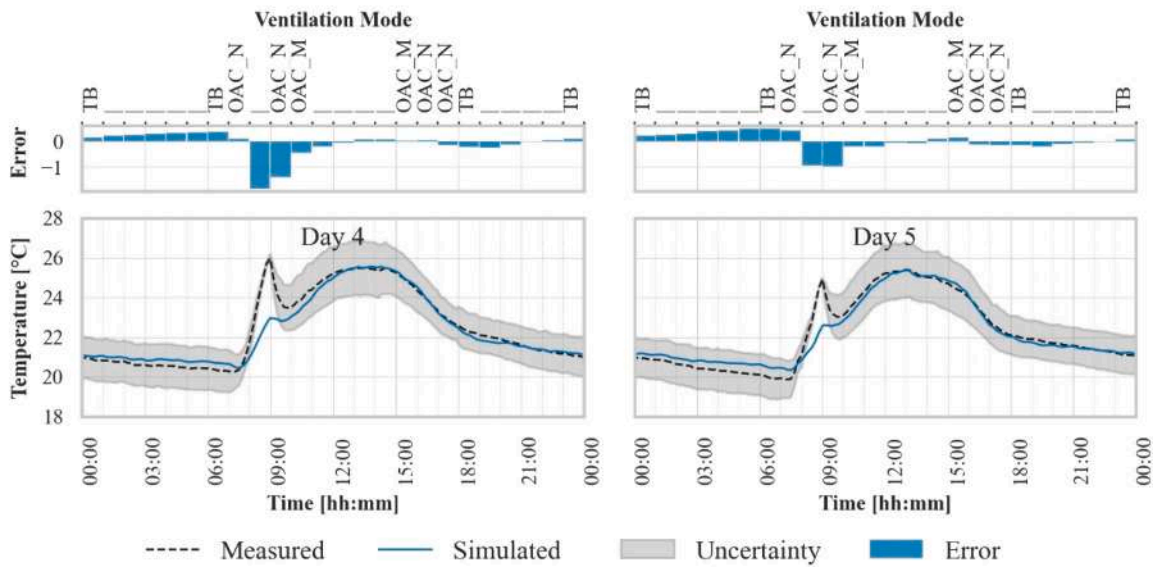 Ventilation Mode Ventilation Mode
TB TB OAC_N OAC_N OAC_M OAC_M OAC_N OAC_N TB TB
TB TB OAC_N OAC_N OAC_M OAC_M OAC_N OAC_N TB TB
Error
0
−1
0
−1
Temperature [°C]
28
26
24
22
20
18
Day 4
Day 5
00:00 03:00 06:00 09:00 12:00 15:00 18:00 21:00 00:00
00:00 03:00 06:00 09:00 12:00 15:00 18:00 21:00 00:00
Time [hh:mm] Time [hh:mm]
Measured Simulated Uncertainty Error